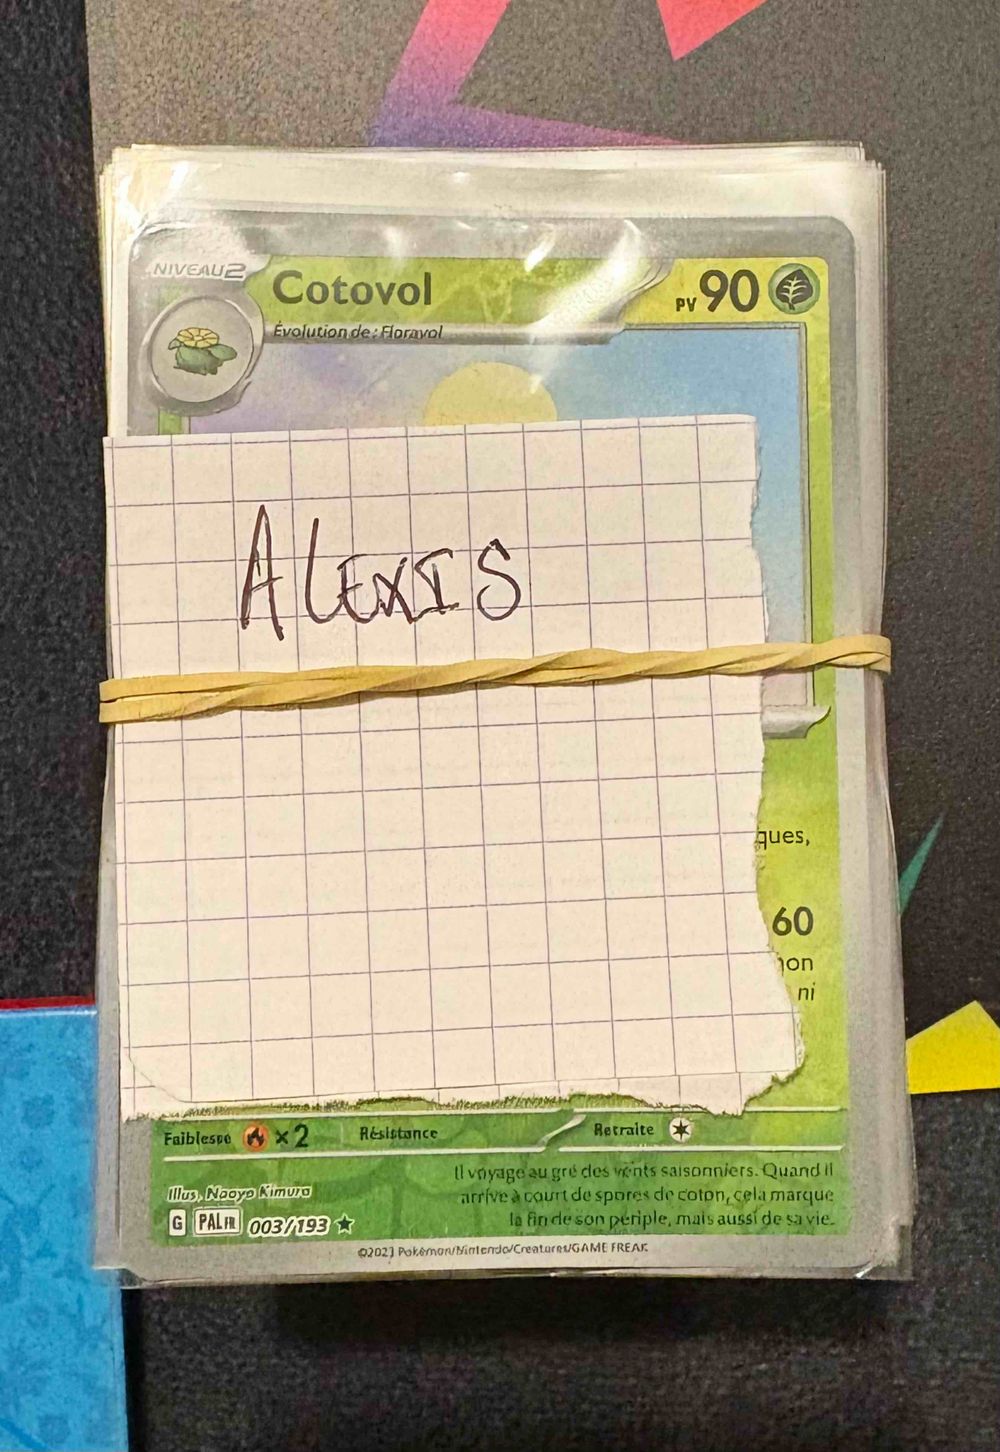 NIVEAU2
Cotovol
PV 90
Évolution de : Floravol
ALEXIS
ques,
60
non
ni
Faiblesse ×2 Résistance Retraite
Il voyage au gré des vents saisonniers. Quand il
arrive à court de spores de coton, cela marque
la fin de son périple, mais aussi de sa vie.
Illus. Naoyo Kimura
G PAL FR 003/193
©2023 Pokémon/Nintendo/Creatures/GAME FREAK